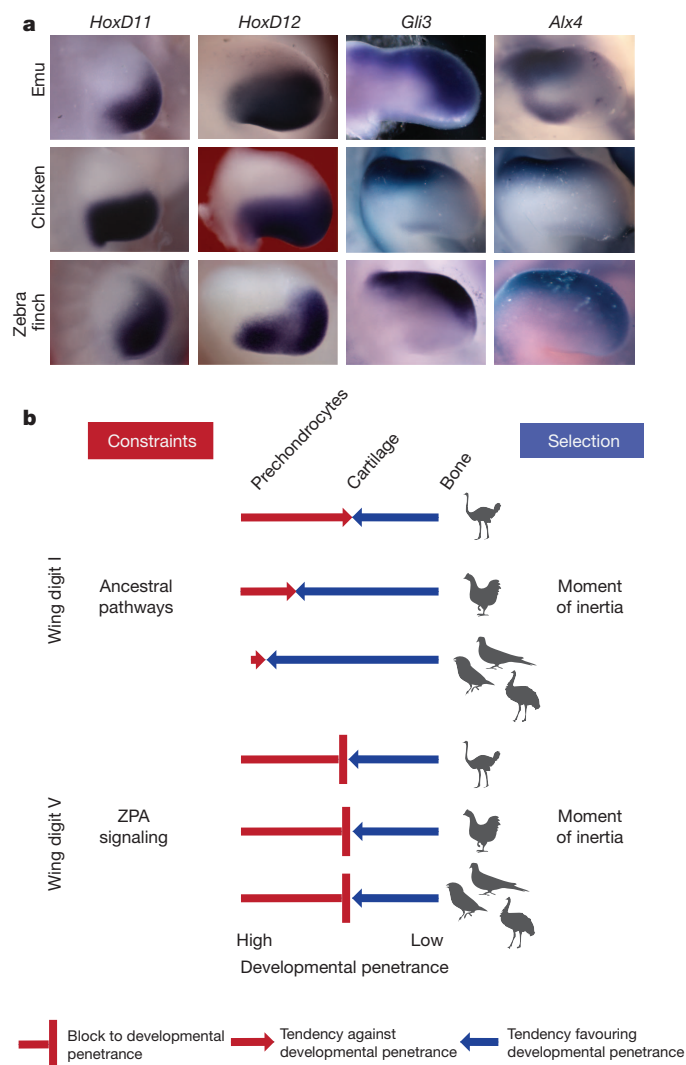 a
HoxD11 HoxD12 Gli3 Alx4
Emu
Chicken
Zebra
finch
b
Constraints
Prechondrocytes
Cartilage
Bone
Selection
Wing digit I
Ancestral
pathways
Moment
of inertia
Wing digit V
ZPA
signaling
Moment
of inertia
High Low
Developmental penetrance
Block to developmental
penetrance
Tendency against
developmental penetrance
Tendency favouring
developmental penetrance